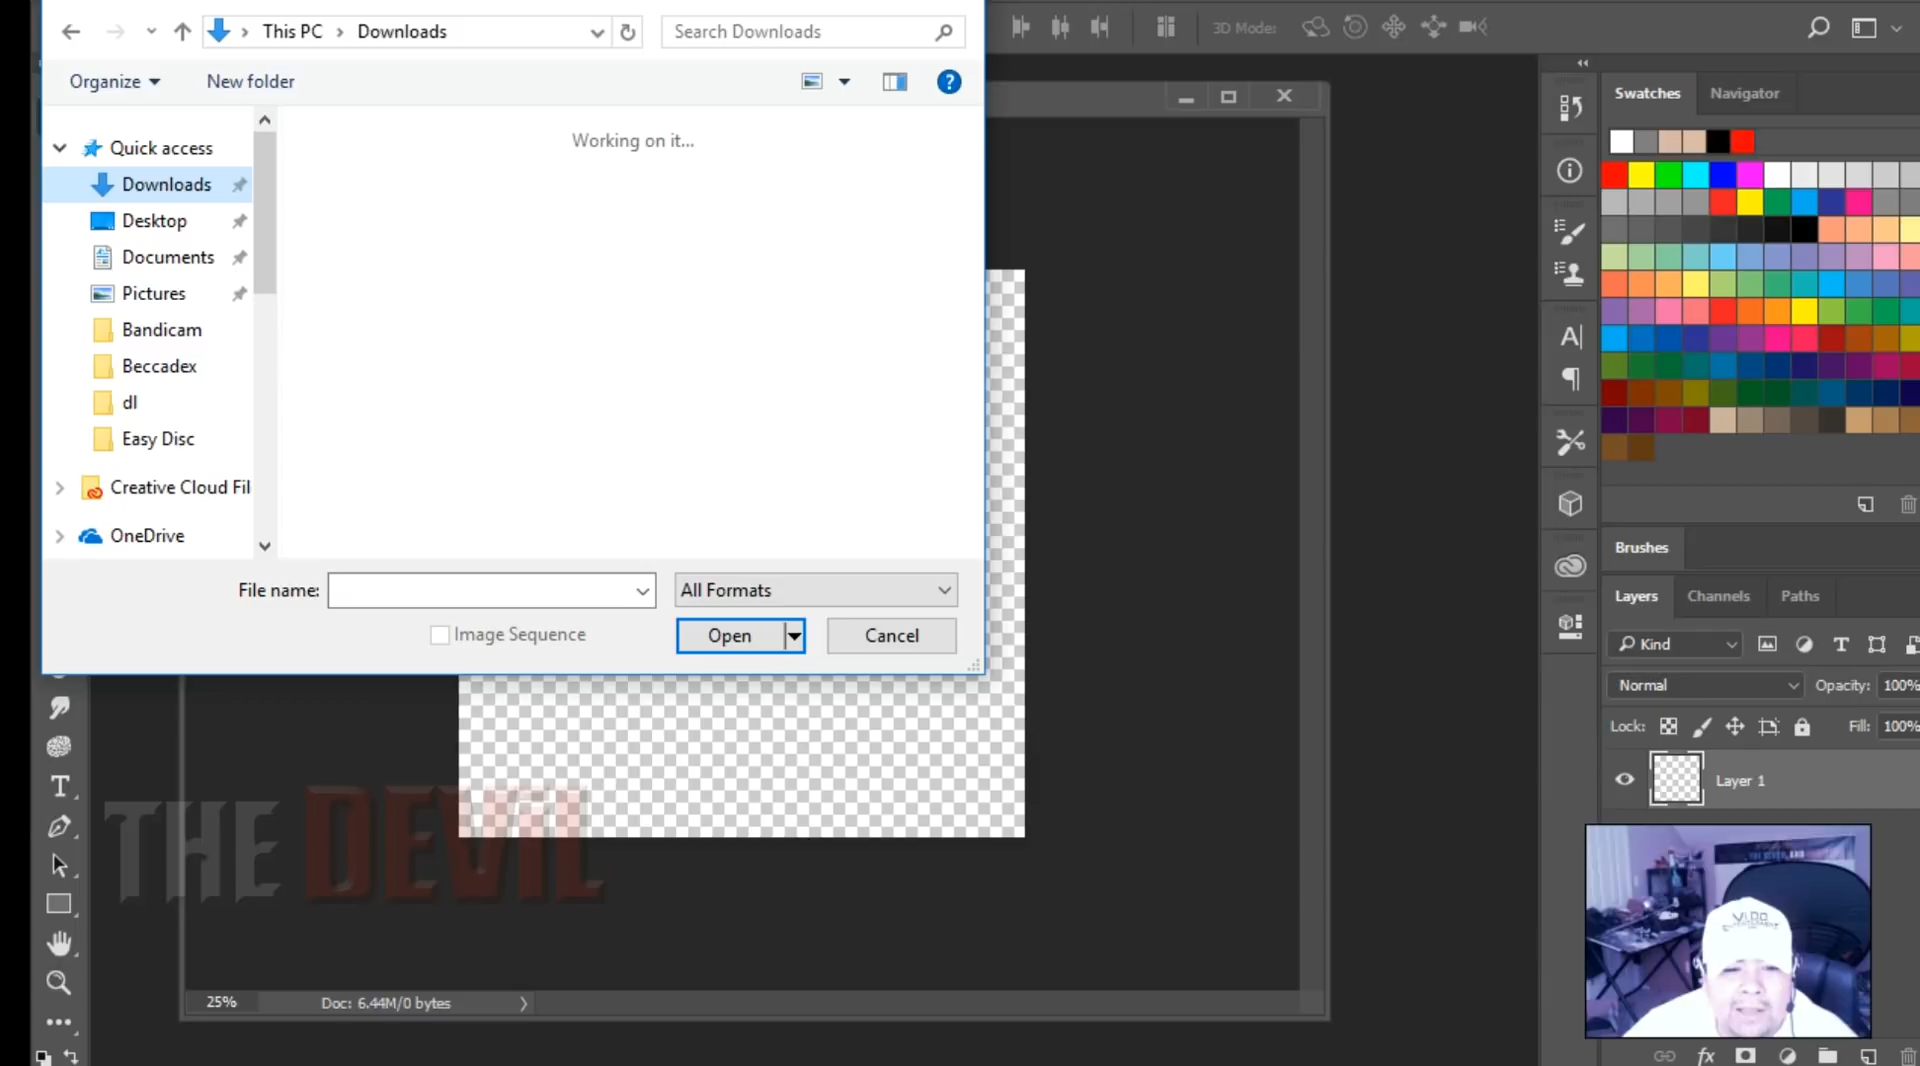 This PC > Downloads
Search Downloads
3D Mode:
Organize
New folder
Swatches
Navigator
Working on it...
Quick access
Downloads
Desktop
Documents
Pictures
Bandicam
Beccadex
dl
Easy Disc
Creative Cloud Fil
OneDrive
Brushes
File name:
All Formats
Layers
Channels
Paths
Image Sequence
Open
Cancel
Kind
Normal
Opacity:
100%
Lock:
Fill:
100%
Layer 1
THE DEViL
25%
Doc: 6.44M/0 bytes
fx